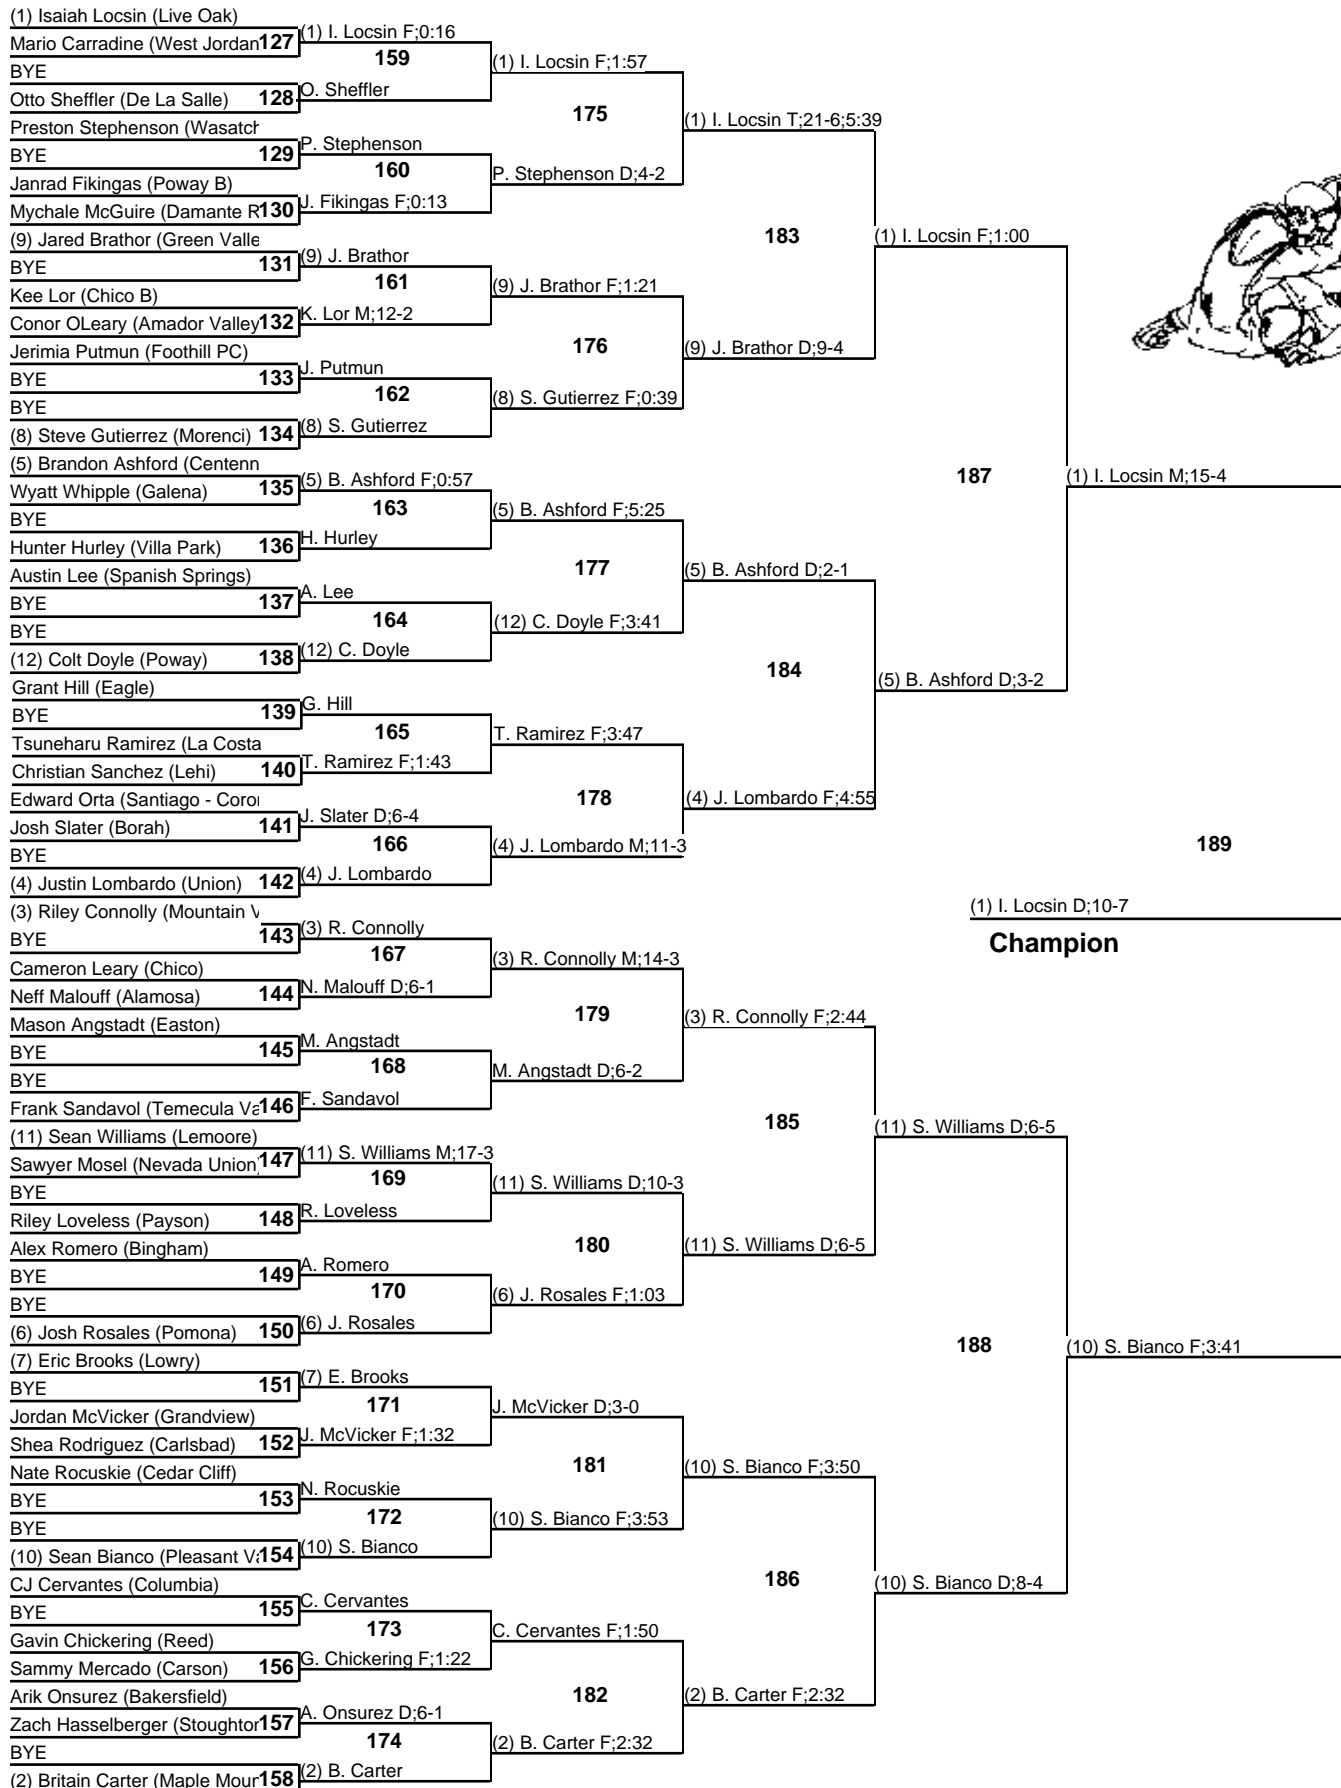 (1) Isaiah Locsin (Live Oak)
Mario Carradine (West Jordan
127
BYE
Otto Sheffler (De La Salle)
128
Preston Stephenson (Wasatch
BYE
129
Janrad Fikingas (Poway B)
Mychale McGuire (Damante R
130
(9) Jared Brathor (Green Valle
BYE
131
Kee Lor (Chico B)
Conor OLeary (Amador Valley
132
Jerimia Putmun (Foothill PC)
BYE
133
BYE
(8) Steve Gutierrez (Morenci)
134
(5) Brandon Ashford (Centenn
Wyatt Whipple (Galena)
135
BYE
Hunter Hurley (Villa Park)
136
Austin Lee (Spanish Springs)
BYE
137
BYE
(12) Colt Doyle (Poway)
138
Grant Hill (Eagle)
BYE
139
Tsuneharu Ramirez (La Costa
Christian Sanchez (Lehi)
140
Edward Orta (Santiago - Coror
Josh Slater (Borah)
141
BYE
(4) Justin Lombardo (Union)
142
(3) Riley Connolly (Mountain V
BYE
143
Cameron Leary (Chico)
Neff Malouff (Alamosa)
144
Mason Angstadt (Easton)
BYE
145
BYE
Frank Sandavol (Temecula Va
146
(11) Sean Williams (Lemoore)
Sawyer Mosel (Nevada Union)
147
BYE
Riley Loveless (Payson)
148
Alex Romero (Bingham)
BYE
149
BYE
(6) Josh Rosales (Pomona)
150
(7) Eric Brooks (Lowry)
BYE
151
Jordan McVicker (Grandview)
Shea Rodriguez (Carlsbad)
152
Nate Rocuskie (Cedar Cliff)
BYE
153
BYE
(10) Sean Bianco (Pleasant Va
154
CJ Cervantes (Columbia)
BYE
155
Gavin Chickering (Reed)
Sammy Mercado (Carson)
156
Arik Onsurez (Bakersfield)
Zach Hasselberger (Stoughton
157
BYE
(2) Britain Carter (Maple Moun
158
(1) I. Locsin F;0:16
159
O. Sheffler
P. Stephenson
160
J. Fikingas F;0:13
(9) J. Brathor
161
K. Lor M;12-2
J. Putmun
162
(8) S. Gutierrez
(5) B. Ashford F;0:57
163
H. Hurley
A. Lee
164
(12) C. Doyle
G. Hill
165
T. Ramirez F;1:43
J. Slater D;6-4
166
(4) J. Lombardo
(3) R. Connolly
167
N. Malouff D;6-1
M. Angstadt
168
F. Sandavol
(11) S. Williams M;17-3
169
R. Loveless
A. Romero
170
(6) J. Rosales
(7) E. Brooks
171
J. McVicker F;1:32
N. Rocuskie
172
(10) S. Bianco
C. Cervantes
173
G. Chickering F;1:22
A. Onsurez D;6-1
174
(2) B. Carter
(1) I. Locsin F;1:57
175
P. Stephenson D;4-2
(9) J. Brathor F;1:21
176
(8) S. Gutierrez F;0:39
(5) B. Ashford F;5:25
177
(12) C. Doyle F;3:41
T. Ramirez F;3:47
178
(4) J. Lombardo M;11-3
(3) R. Connolly M;14-3
179
M. Angstadt D;6-2
(11) S. Williams D;10-3
180
(6) J. Rosales F;1:03
J. McVicker D;3-0
181
(10) S. Bianco F;3:53
C. Cervantes F;1:50
182
(2) B. Carter F;2:32
(1) I. Locsin T;21-6;5:39
183
(9) J. Brathor D;9-4
(5) B. Ashford D;2-1
184
(4) J. Lombardo F;4:55
(3) R. Connolly F;2:44
185
(11) S. Williams D;6-5
(10) S. Bianco F;3:50
186
(2) B. Carter F;2:32
(1) I. Locsin F;1:00
187
(5) B. Ashford D;3-2
(11) S. Williams D;6-5
188
(10) S. Bianco D;8-4
(1) I. Locsin M;15-4
189
(10) S. Bianco F;3:41
(1) I. Locsin D;10-7
Champion